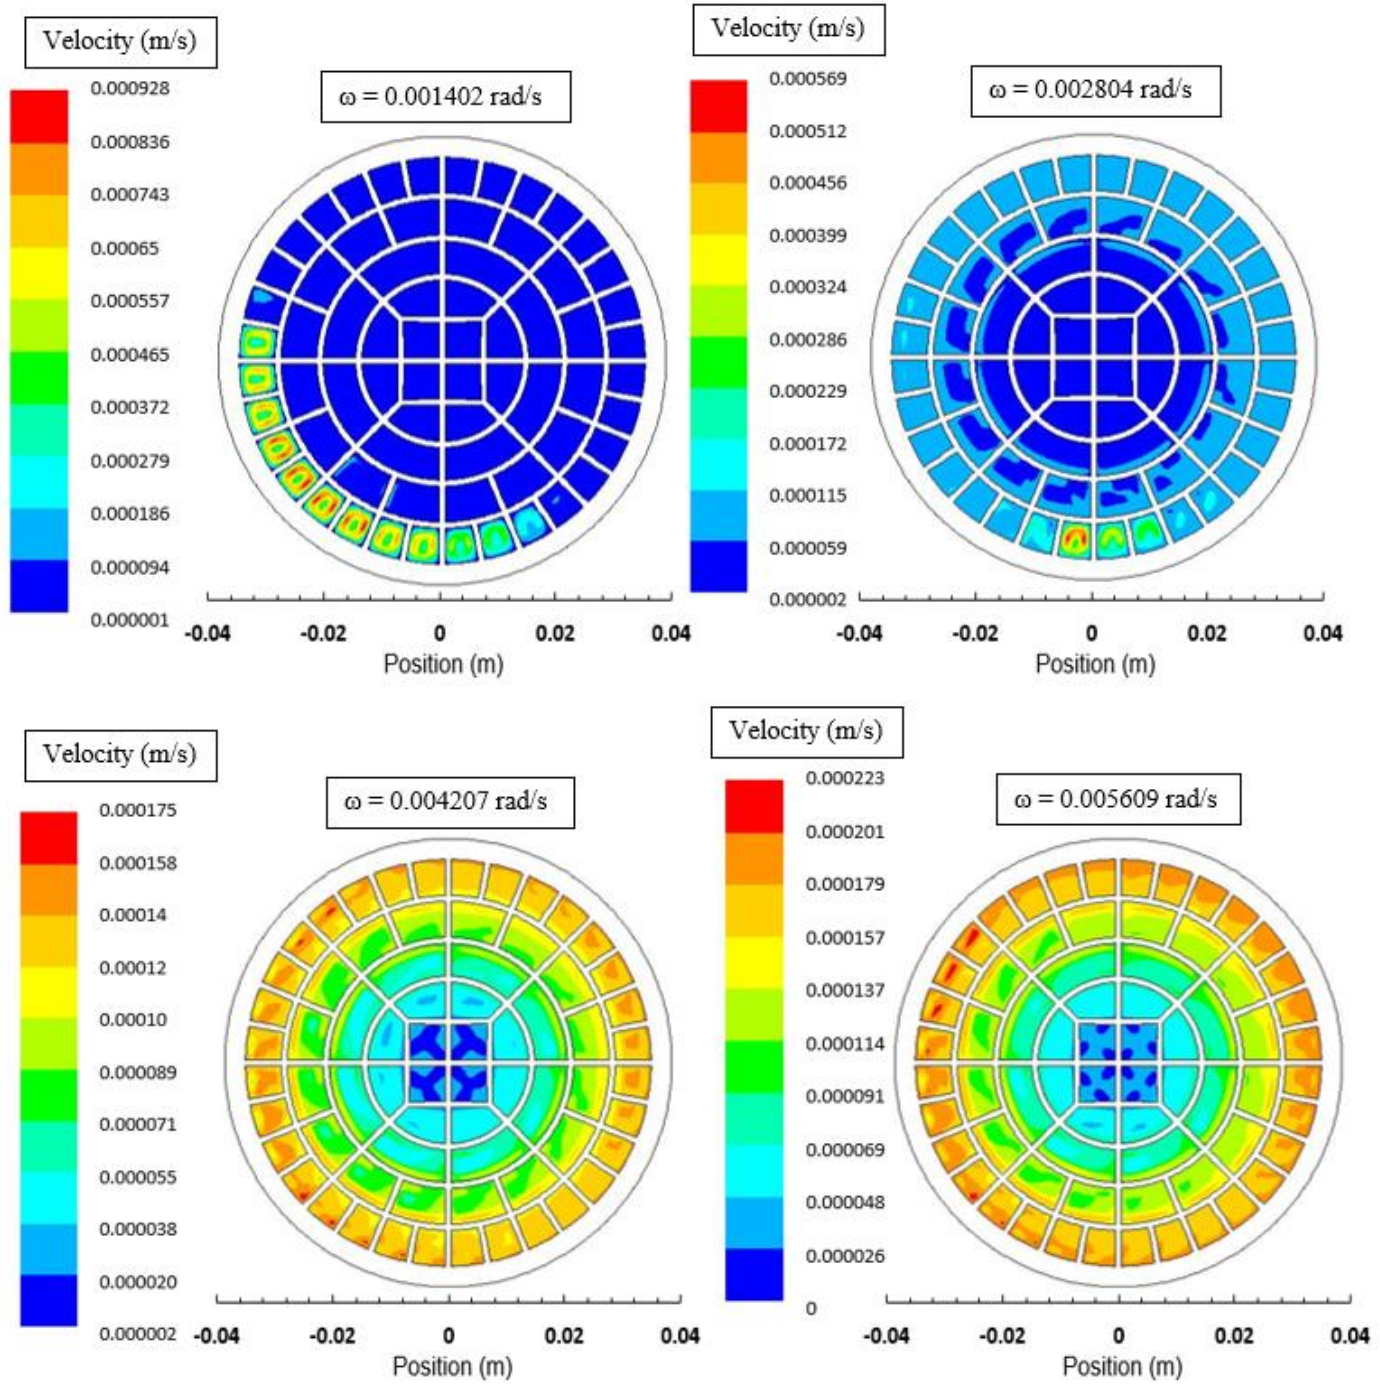 Velocity (m/s)
ω = 0.001402 rad/s
0.000928
0.000836
0.000743
0.00065
0.000557
0.000465
0.000372
0.000279
0.000186
0.000094
0.000001
-0.04 -0.02 0 0.02 0.04
Position (m)
Velocity (m/s)
ω = 0.002804 rad/s
0.000569
0.000512
0.000456
0.000399
0.000324
0.000286
0.000229
0.000172
0.000115
0.000059
0.000002
-0.04 -0.02 0 0.02 0.04
Position (m)
Velocity (m/s)
ω = 0.004207 rad/s
0.000175
0.000158
0.00014
0.00012
0.00010
0.000089
0.000071
0.000055
0.000038
0.000020
0.000002
-0.04 -0.02 0 0.02 0.04
Position (m)
Velocity (m/s)
ω = 0.005609 rad/s
0.000223
0.000201
0.000179
0.000157
0.000137
0.000114
0.000091
0.000069
0.000048
0.000026
0
-0.04 -0.02 0 0.02 0.04
Position (m)